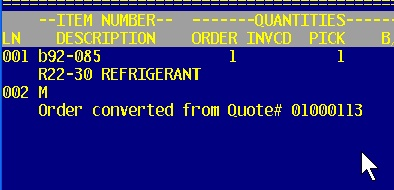 --ITEM NUMBER-- -------QUANTITIES------
LN DESCRIPTION ORDER INVCD PICK B/
001 b92-085 1 1
R22-30 REFRIGERANT
002 M
Order converted from Quote# 01000113